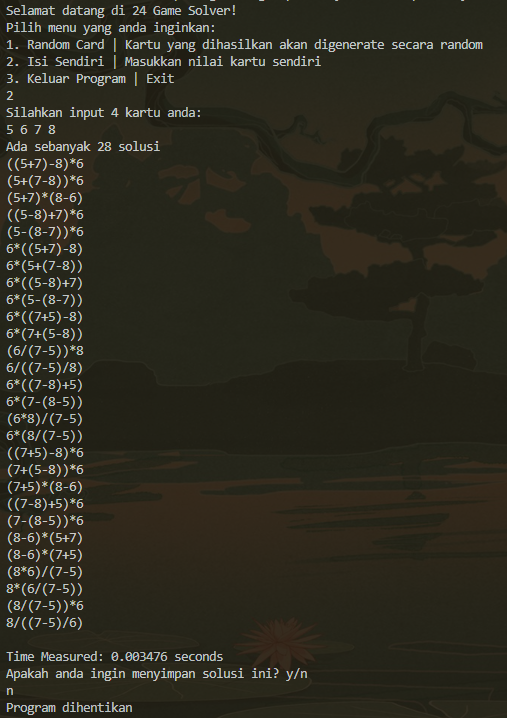 Selamat datang di 24 Game Solver!
Pilih menu yang anda inginkan:
1. Random Card | Kartu yang dihasilkan akan digenerate secara random
2. Isi Sendiri | Masukkan nilai kartu sendiri
3. Keluar Program | Exit
2
Silahkan input 4 kartu anda:
5 6 7 8
Ada sebanyak 28 solusi
((5+7)-8)*6
(5+(7-8))*6
(5+7)*(8-6)
((5-8)+7)*6
(5-(8-7))*6
6*((5+7)-8)
6*(5+(7-8))
6*((5-8)+7)
6*(5-(8-7))
6*((7+5)-8)
6*(7+(5-8))
(6/(7-5))*8
6/((7-5)/8)
6*((7-8)+5)
6*(7-(8-5))
(6*8)/(7-5)
6*(8/(7-5))
((7+5)-8)*6
(7+(5-8))*6
(7+5)*(8-6)
((7-8)+5)*6
(7-(8-5))*6
(8-6)*(5+7)
(8-6)*(7+5)
(8*6)/(7-5)
8*(6/(7-5))
(8/(7-5))*6
8/((7-5)/6)
Time Measured: 0.003476 seconds
Apakah anda ingin menyimpan solusi ini? y/n
n
Program dihentikan